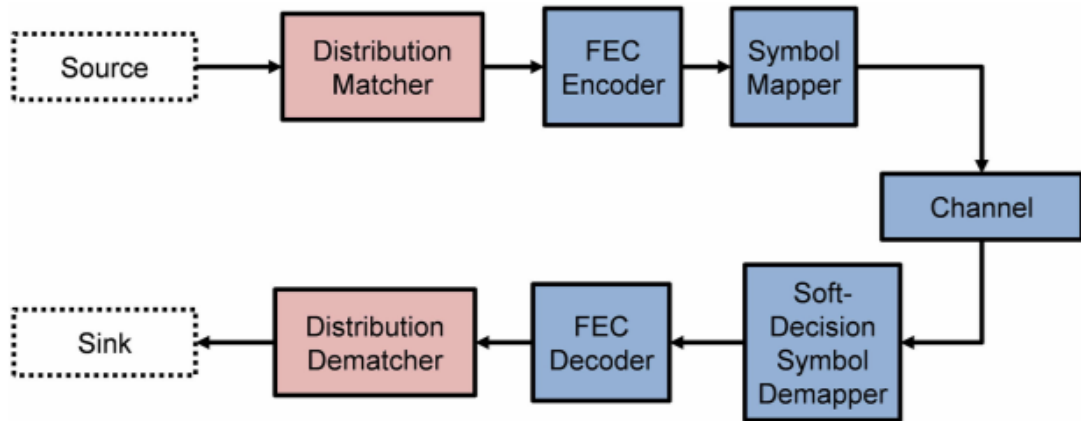 Source
Distribution
Matcher
FEC
Encoder
Symbol
Mapper
Channel
Soft-
Decision
Symbol
Demapper
FEC
Decoder
Distribution
Dematcher
Sink